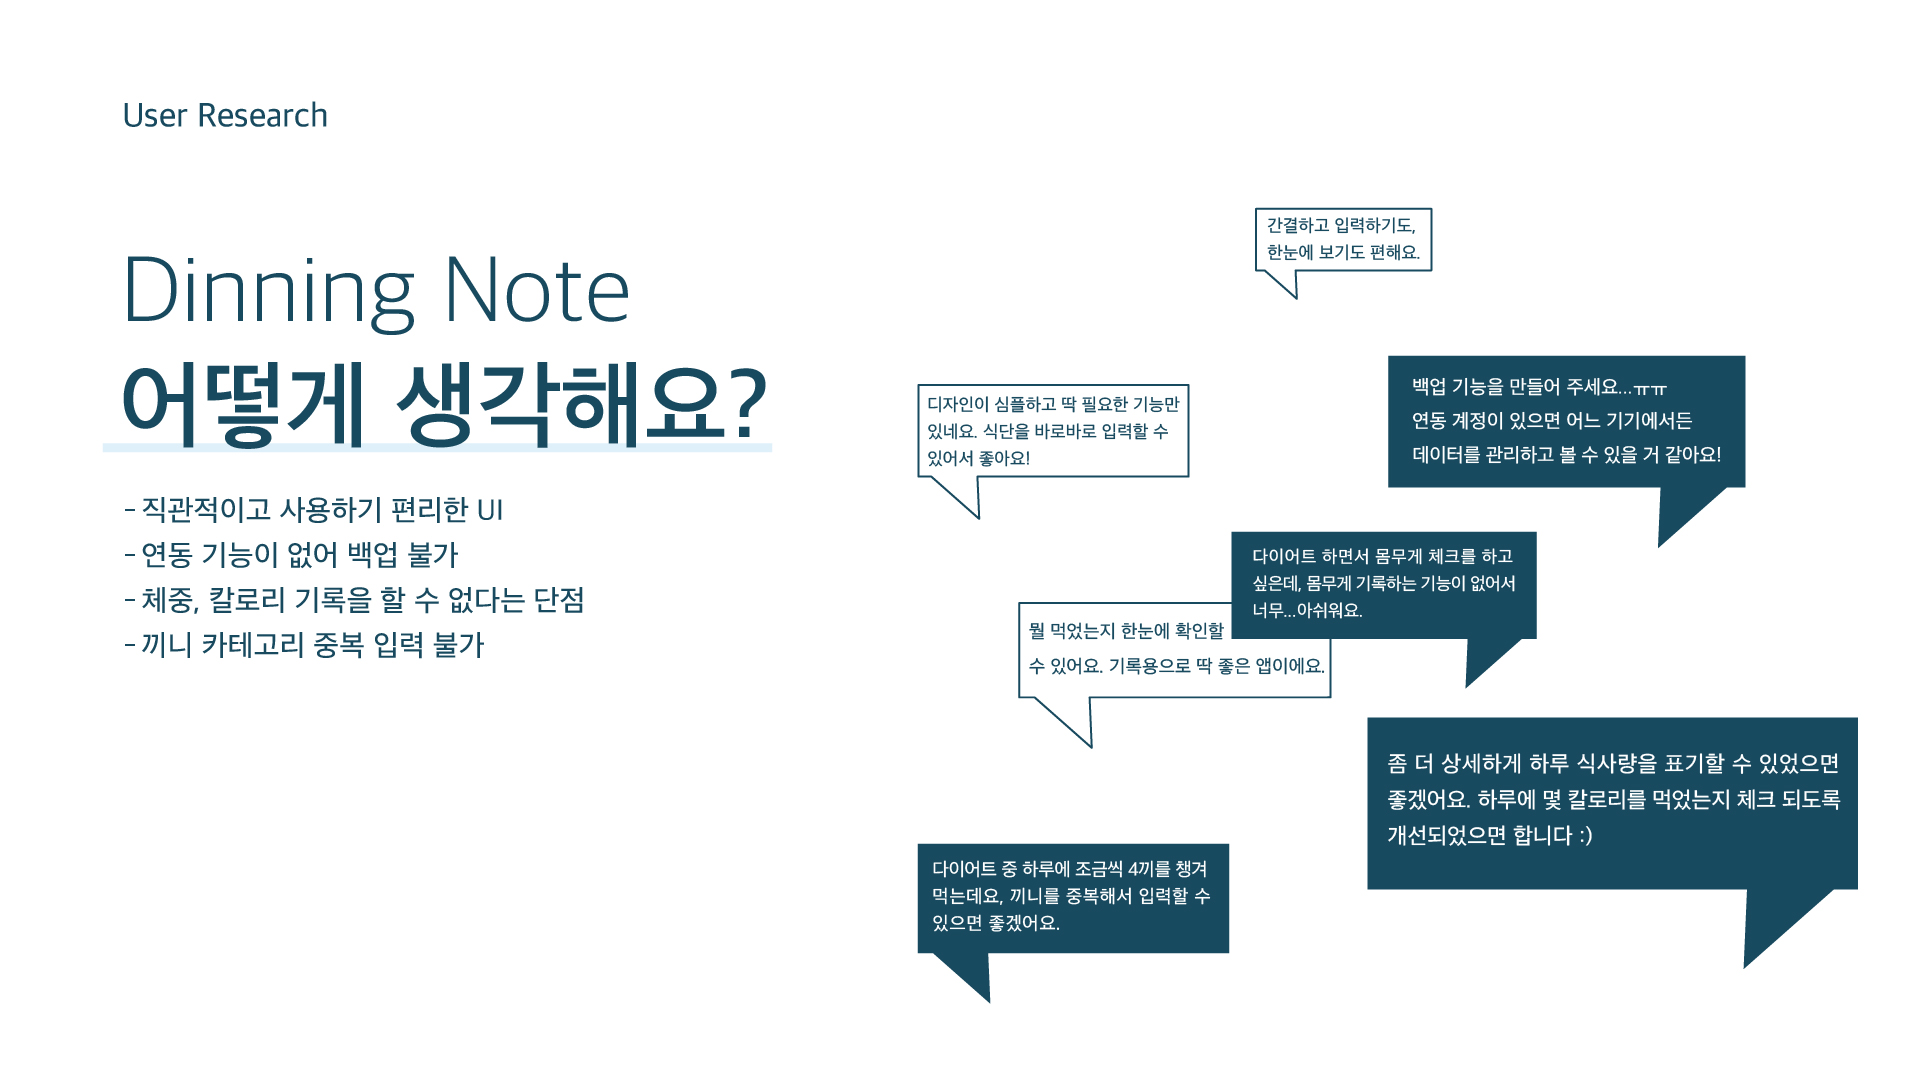 User Research
Dinning Note
어떻게 생각해요?
- 직관적이고 사용하기 편리한 UI
- 연동 기능이 없어 백업 불가
- 체중, 칼로리 기록을 할 수 없다는 단점
- 끼니 카테고리 중복 입력 불가
간결하고 입력하기도,
한눈에 보기도 편해요.
디자인이 심플하고 딱 필요한 기능만
있네요. 식단을 바로바로 입력할 수
있어서 좋아요!
백업 기능을 만들어 주세요...ㅠㅠ
연동 계정이 있으면 어느 기기에서든
데이터를 관리하고 볼 수 있을 거 같아요!
다이어트 하면서 몸무게 체크를 하고
싶은데, 몸무게 기록하는 기능이 없어서
너무...아쉬워요.
뭘 먹었는지 한눈에 확인할
수 있어요. 기록용으로 딱 좋은 앱이에요.
좀 더 상세하게 하루 식사량을 표기할 수 있었으면
좋겠어요. 하루에 몇 칼로리를 먹었는지 체크 되도록
개선되었으면 합니다 :)
다이어트 중 하루에 조금씩 4끼를 챙겨
먹는데요, 끼니를 중복해서 입력할 수
있으면 좋겠어요.